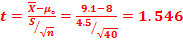 t = (X̅ − μ₀) / (S/√n) = (9.1−8) / (4.5/√40) = 1.546